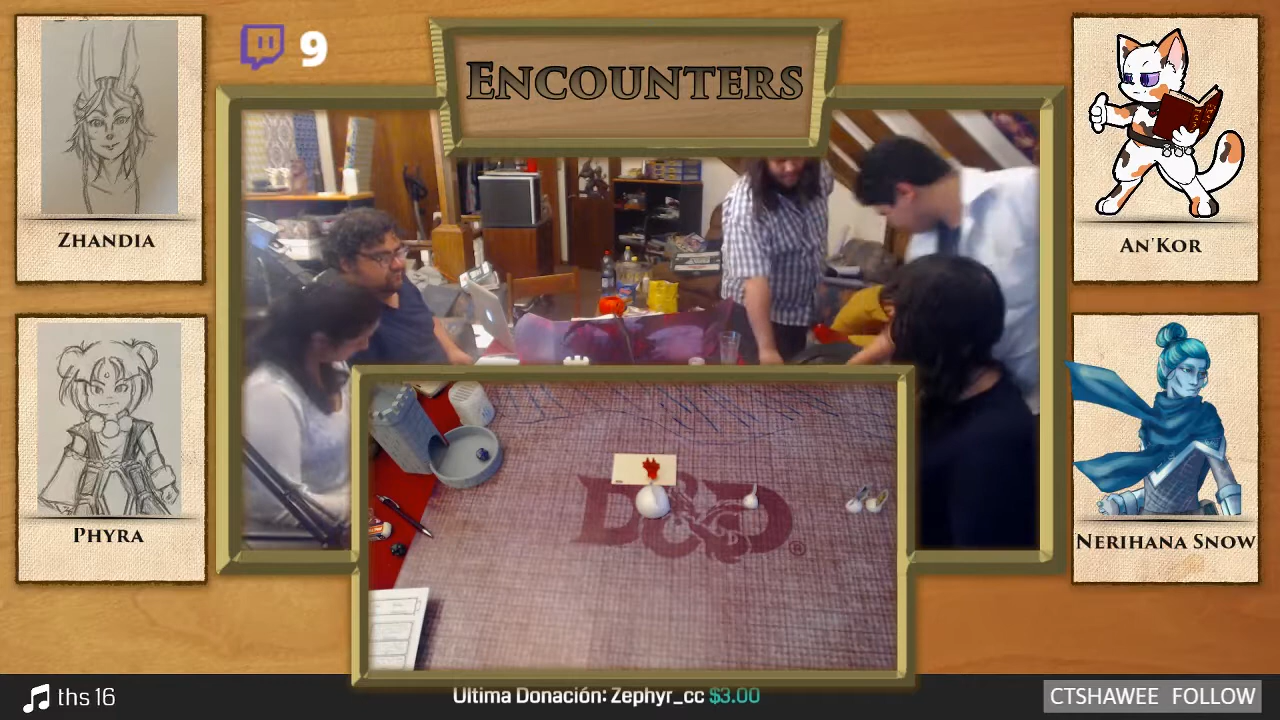 9
ENCOUNTERS
ZHANDIA
AN'KOR
PHYRA
NERIHANA SNOW
D&D®
ths 16
Ultima Donación: Zephyr_cc $3.00
CTSHAWEE FOLLOW